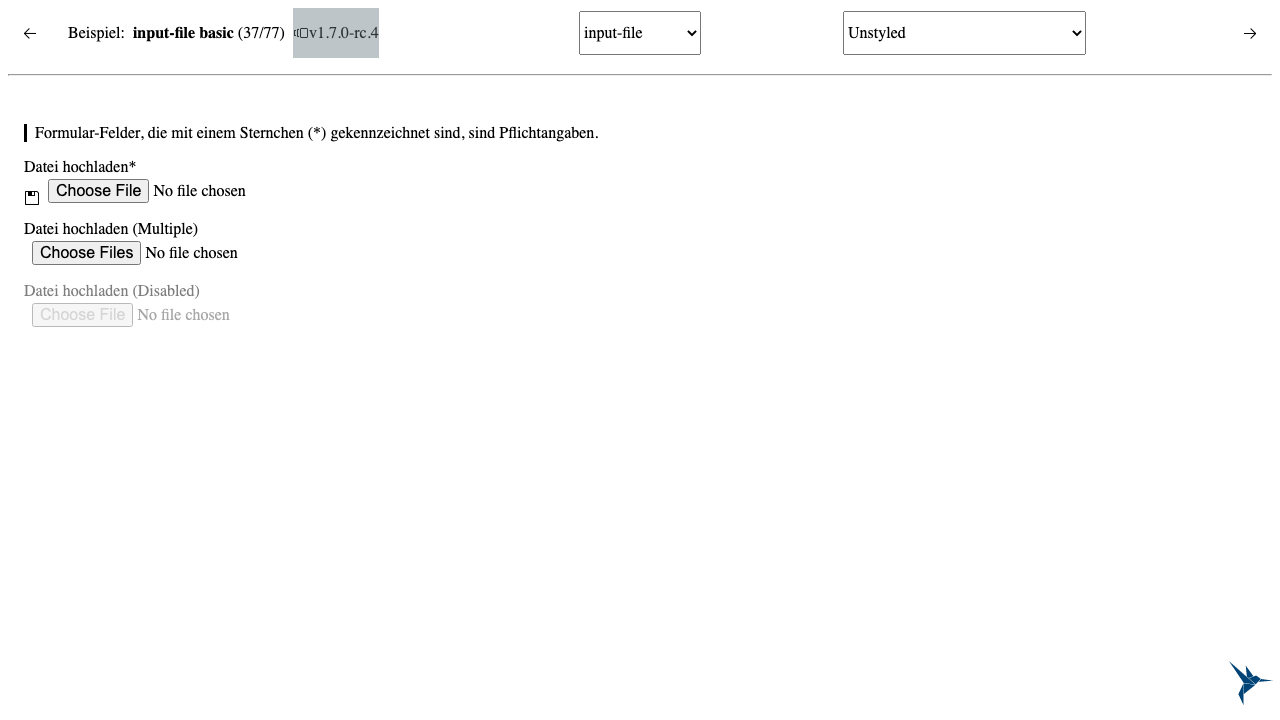 Beispiel: input-file basic (37/77) v1.7.0-rc.4 input-file Unstyled
Formular-Felder, die mit einem Sternchen (*) gekennzeichnet sind, sind Pflichtangaben.
Datei hochladen*
Choose File No file chosen
Datei hochladen (Multiple)
Choose Files No file chosen
Datei hochladen (Disabled)
Choose File No file chosen